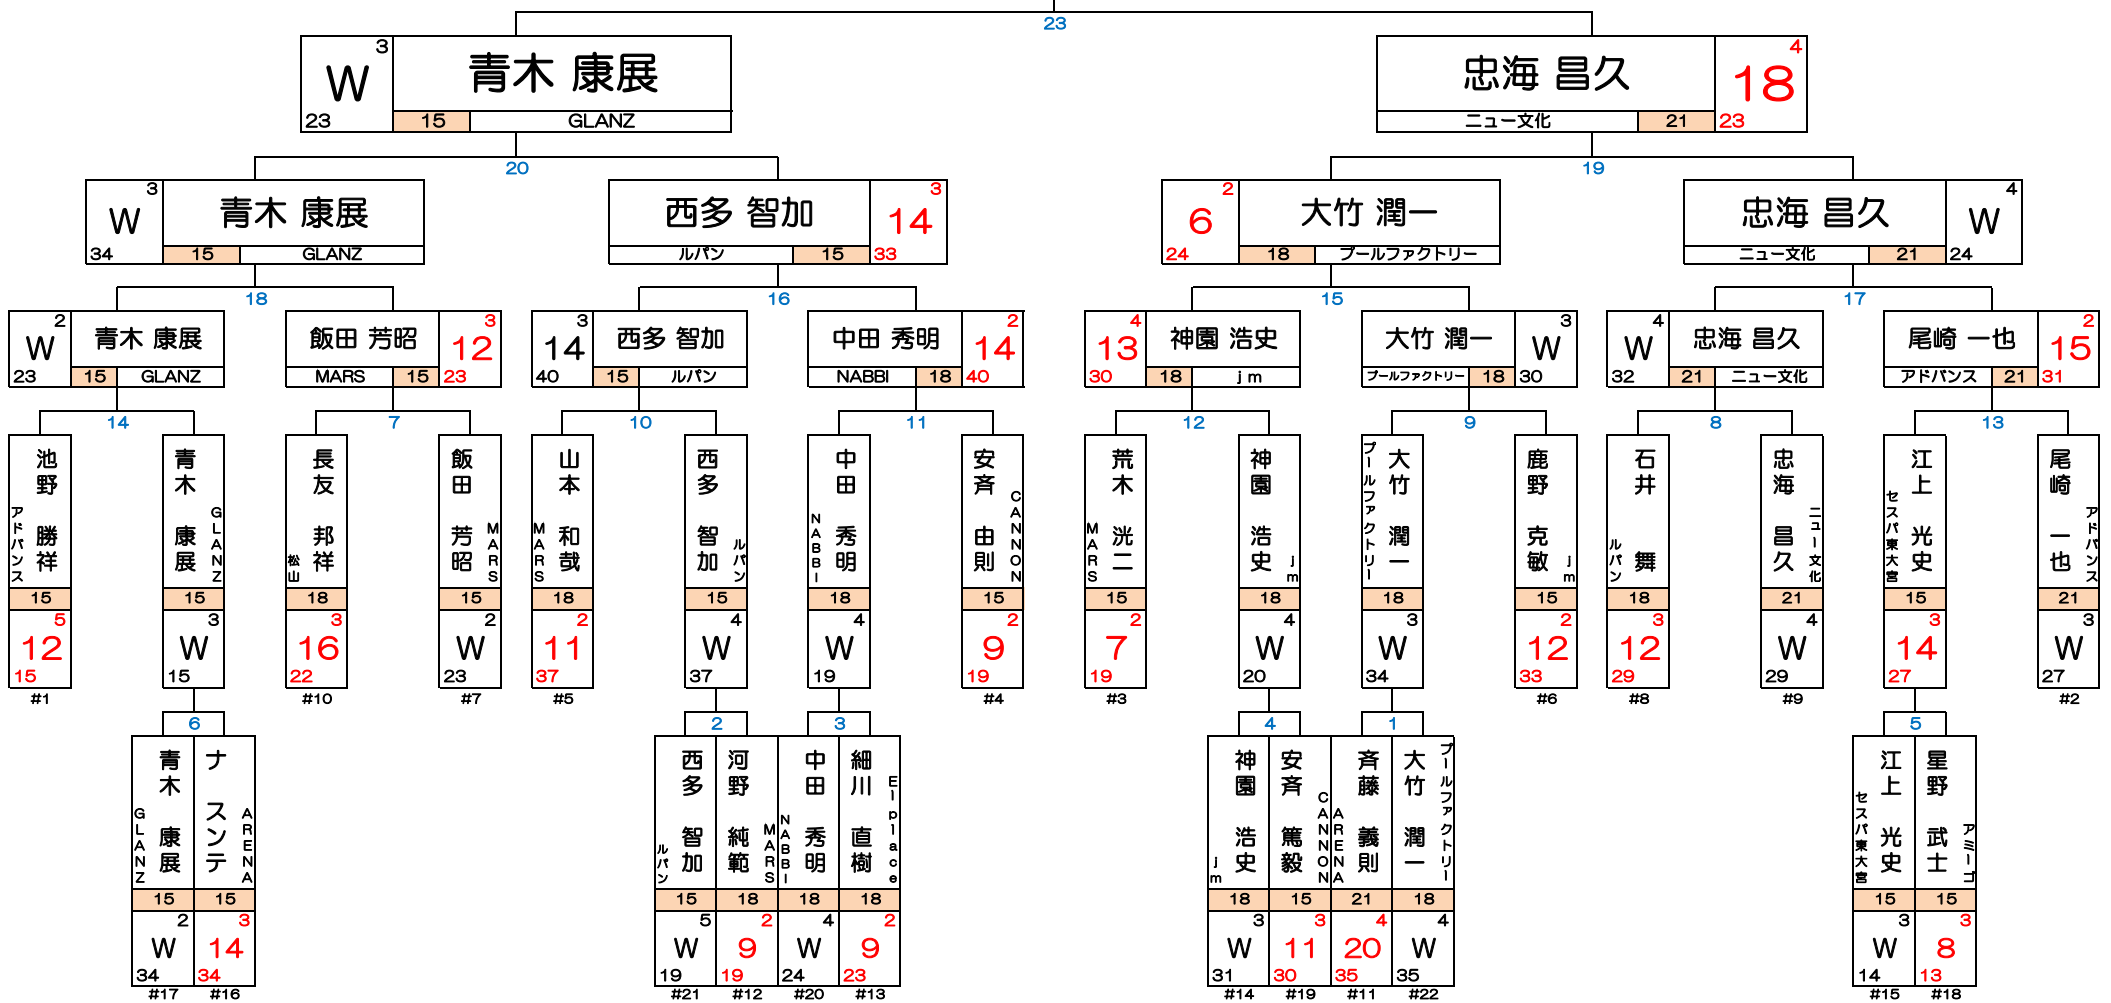 23
3
W
23
青木 康展
15
GLANZ
忠海 昌久
ニュー文化
21
4
18
23
20
19
3
W
34
青木 康展
15
GLANZ
西多 智加
ルパン
15
3
14
33
2
6
24
大竹 潤一
18
プールファクトリー
忠海 昌久
ニュー文化
21
4
W
24
18
16
15
17
2
W
23
青木 康展
15
GLANZ
飯田 芳昭
MARS
15
3
12
23
3
14
40
西多 智加
15
ルパン
中田 秀明
NABBI
18
2
14
40
4
13
30
神園 浩史
18
jm
大竹 潤一
プールファクトリー
18
3
W
30
4
W
32
忠海 昌久
21
ニュー文化
尾崎 一也
アドバンス
21
2
15
31
14
7
10
11
12
9
8
13
池野 勝祥
アドバンス
15
5
12
15
#1
青木 康展
GLANZ
15
3
W
15
長友 邦祥
松山
18
3
16
22
#10
飯田 芳昭
MARS
15
2
W
23
#7
山本 和哉
MARS
18
2
11
37
#5
西多 智加
ルパン
15
4
W
37
中田 秀明
NABBI
18
4
W
19
安斉 由則
CANNON
15
2
9
19
#4
荒木 洸二
MARS
15
2
7
19
#3
神園 浩史
jm
18
4
W
20
大竹 潤一
プールファクトリー
18
3
W
34
鹿野 克敏
jm
15
2
12
33
#6
石井 舞
ルパン
18
3
12
29
#8
忠海 昌久
ニュー文化
21
4
W
29
#9
江上 光史
セスパ東大宮
15
3
14
27
尾崎 一也
アドバンス
21
3
W
27
#2
6
2
3
4
1
5
青木 康展
GLANZ
15
2
W
34
#17
ナ スンテ
ARENA
15
3
14
34
#16
西多 智加
ルパン
15
5
W
19
#21
河野 純範
MARS
18
2
9
19
#12
中田 秀明
NABBI
18
4
W
24
#20
細川 直樹
Elplace
18
2
9
23
#13
神園 浩史
jm
18
3
W
31
#14
安斉 篤毅
CANNON
15
3
11
30
#19
斉藤 義則
ARENA
21
4
20
35
#11
大竹 潤一
プールファクトリー
18
4
W
35
#22
江上 光史
セスパ東大宮
15
3
W
14
#15
星野 武士
アミーゴ
15
3
8
13
#18